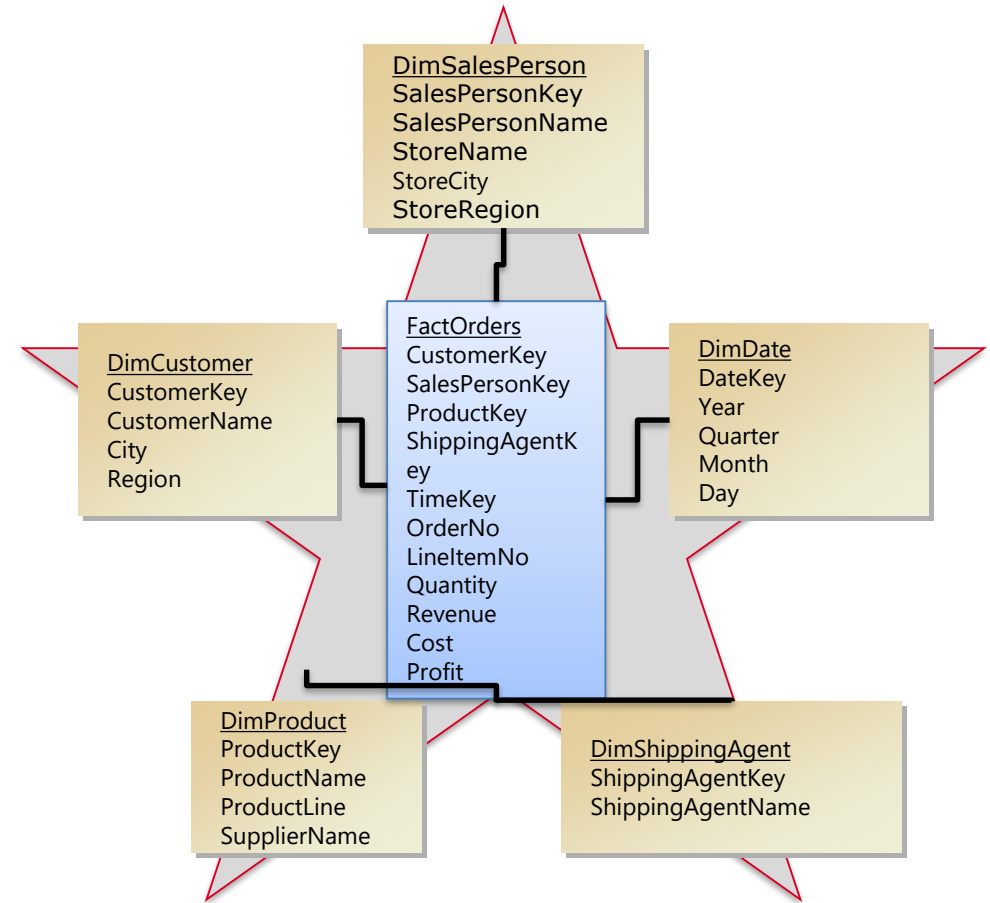 DimSalesPerson
SalesPersonKey
SalesPersonName
StoreName
StoreCity
StoreRegion
DimCustomer
CustomerKey
CustomerName
City
Region
FactOrders
CustomerKey
SalesPersonKey
ProductKey
ShippingAgentK
ey
TimeKey
OrderNo
LineItemNo
Quantity
Revenue
Cost
Profit
DimDate
DateKey
Year
Quarter
Month
Day
DimProduct
ProductKey
ProductName
ProductLine
SupplierName
DimShippingAgent
ShippingAgentKey
ShippingAgentName